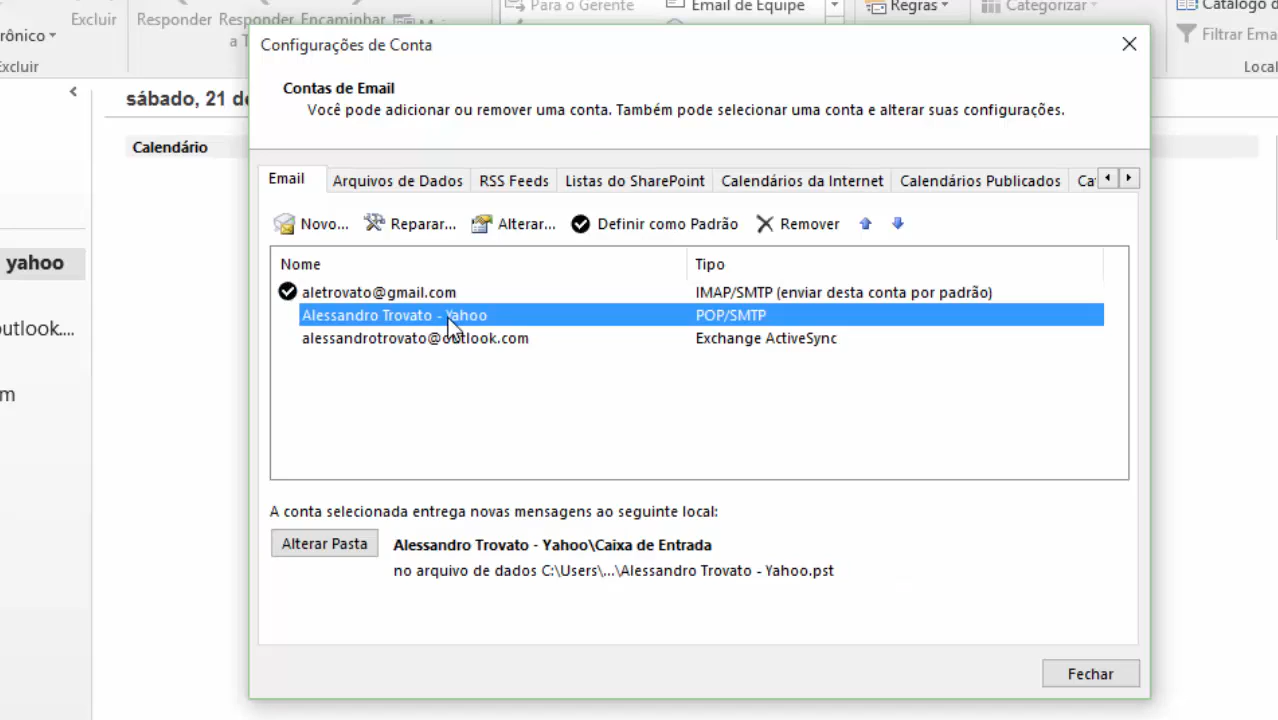 Excluir
Responder Responder Encaminhar
Para o Gerente
Email de Equipe
Regras
Categorizar
rônico
a T
Filtrar Ema
xcluir
Local
sábado, 21 de
Calendário
yahoo
outlook....
m
Configurações de Conta
Contas de Email
Você pode adicionar ou remover uma conta. Também pode selecionar uma conta e alterar suas configurações.
Email Arquivos de Dados RSS Feeds Listas do SharePoint Calendários da Internet Calendários Publicados Ca
Novo... Reparar... Alterar... Definir como Padrão Remover
Nome Tipo
aletrovato@gmail.com IMAP/SMTP (enviar desta conta por padrão)
Alessandro Trovato - Yahoo POP/SMTP
alessandrotrovato@outlook.com Exchange ActiveSync
A conta selecionada entrega novas mensagens ao seguinte local:
Alterar Pasta Alessandro Trovato - Yahoo\Caixa de Entrada
no arquivo de dados C:\Users\...\Alessandro Trovato - Yahoo.pst
Fechar